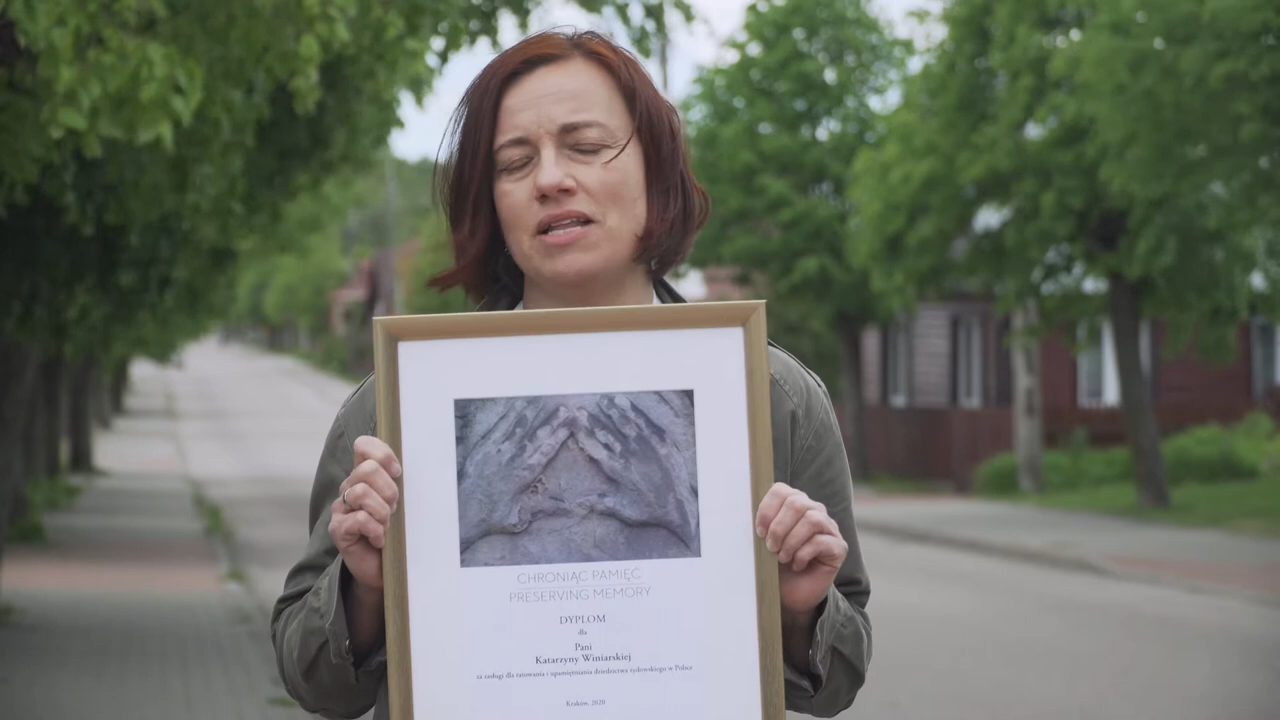 CHRONIĄC PAMIĘĆ
PRESERVING MEMORY
DYPLOM
dla
Pani
Katarzyny Winiarskiej
za zasługi dla ratowania i upamiętniania dziedzictwa żydowskiego w Polsce
Kraków, 2020